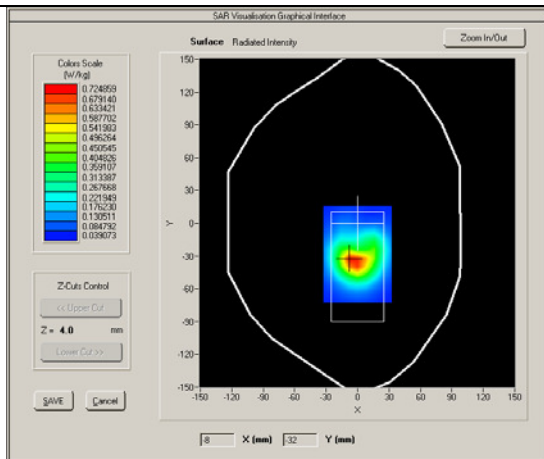 SAR Visualisation Graphical Interface
Surface Radiated Intensity
Zoom In/Out
Colors Scale
(W/kg)
0.724859
0.679140
0.633421
0.587702
0.541983
0.496264
0.450545
0.404826
0.359107
0.313387
0.267668
0.221949
0.176230
0.130511
0.084792
0.039073
Z-Cuts Control
<< Upper Cut
Z = 4.0 mm
Lower Cut >>
SAVE
Cancel
Y
150
120
90
60
30
0
-30
-60
-90
-120
-150
-150 -120 -90 -60 -30 0 30 60 90 120 150
X
-8 X (mm) -32 Y (mm)